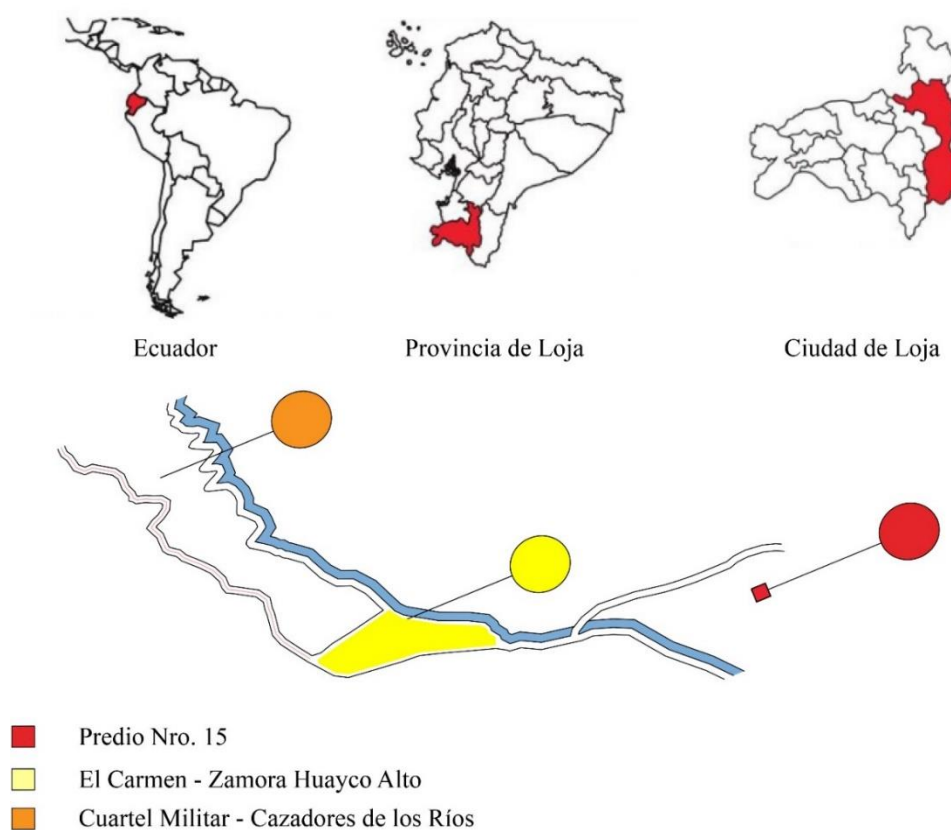 Ecuador
Provincia de Loja
Ciudad de Loja
Predio Nro. 15
El Carmen - Zamora Huayco Alto
Cuartel Militar - Cazadores de los Ríos